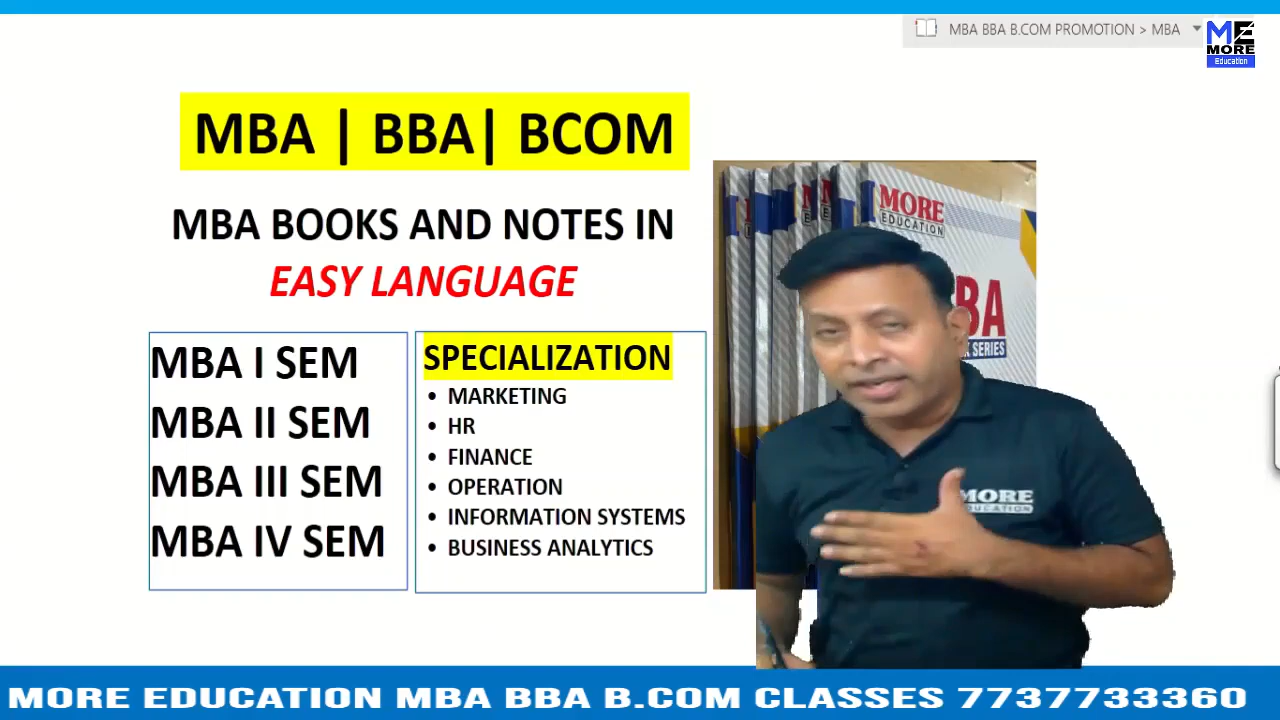 MBA BBA B.COM PROMOTION > MBA
ME
MORE
Education
MBA | BBA| BCOM
MBA BOOKS AND NOTES IN
EASY LANGUAGE
MBA I SEM
MBA II SEM
MBA III SEM
MBA IV SEM
SPECIALIZATION
• MARKETING
• HR
• FINANCE
• OPERATION
• INFORMATION SYSTEMS
• BUSINESS ANALYTICS
MORE
EDUCATION
BA
SERIES
MORE
EDUCATION
MORE EDUCATION MBA BBA B.COM CLASSES 7737733360